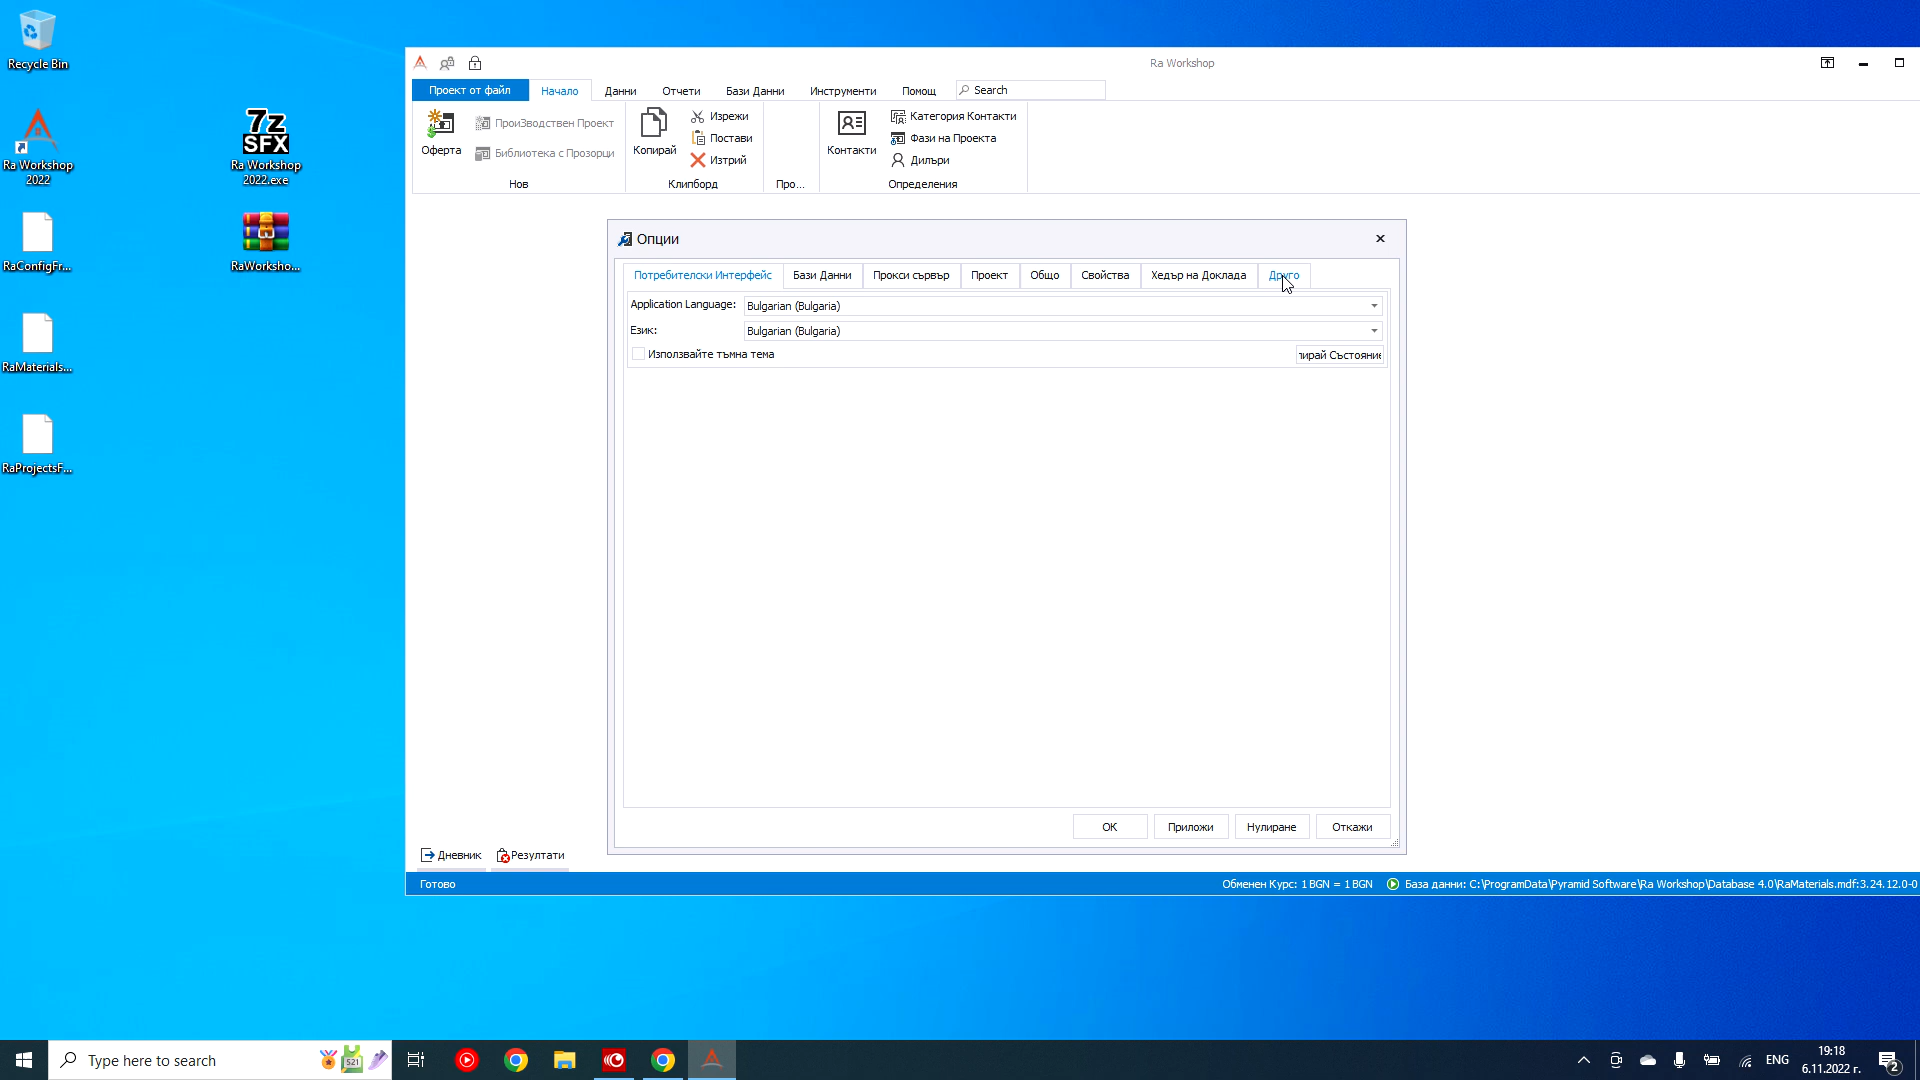 Recycle Bin
Ra Workshop
2022
7z
SFX
Ra Workshop
2022.exe
RaConfigFr...
RaWorksho...
RaMaterials...
RaProjectsF...
Ra Workshop
Проект от файл
Начало
Данни
Отчети
Бази Данни
Инструменти
Помощ
Search
Оферта
ПроиЗводствен Проект
Библиотека с Прозорци
Нов
Копирай
Изрежи
Постави
Изтрий
Клипборд
Про...
Контакти
Категория Контакти
Фази на Проекта
Дилъри
Определения
Опции
Потребителски Интерфейс
Бази Данни
Прокси сървър
Проект
Общо
Свойства
Хедър на Доклада
Друго
Application Language:
Bulgarian (Bulgaria)
Език:
Bulgarian (Bulgaria)
Използвайте тъмна тема
ирай Състояние
ОК
Приложи
Нулиране
Откажи
Дневник
Резултати
Готово
Обменен Курс: 1 BGN = 1 BGN
База данни: C:\ProgramData\Pyramid Software\Ra Workshop\Database 4.0\RaMaterials.mdf:3.24.12.0-0
Type here to search
S21
ENG
19:18
6.11.2022 г.
2